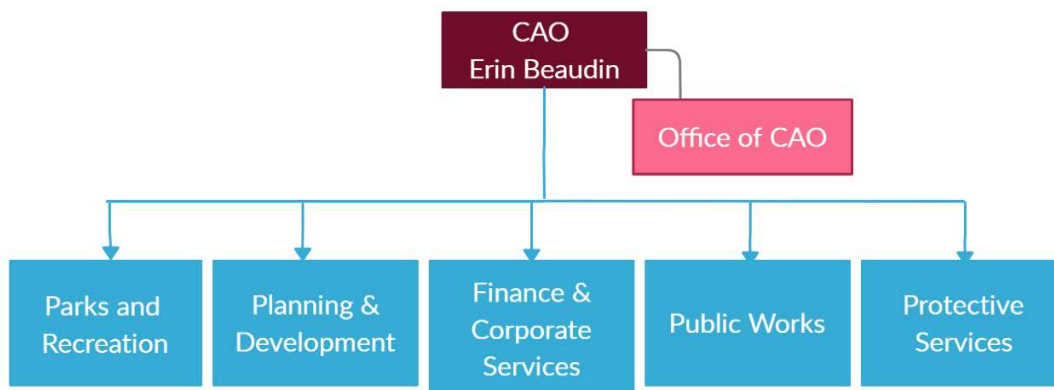 CAO
Erin Beaudin
Office of CAO
Parks and
Recreation
Planning &
Development
Finance &
Corporate
Services
Public Works
Protective
Services